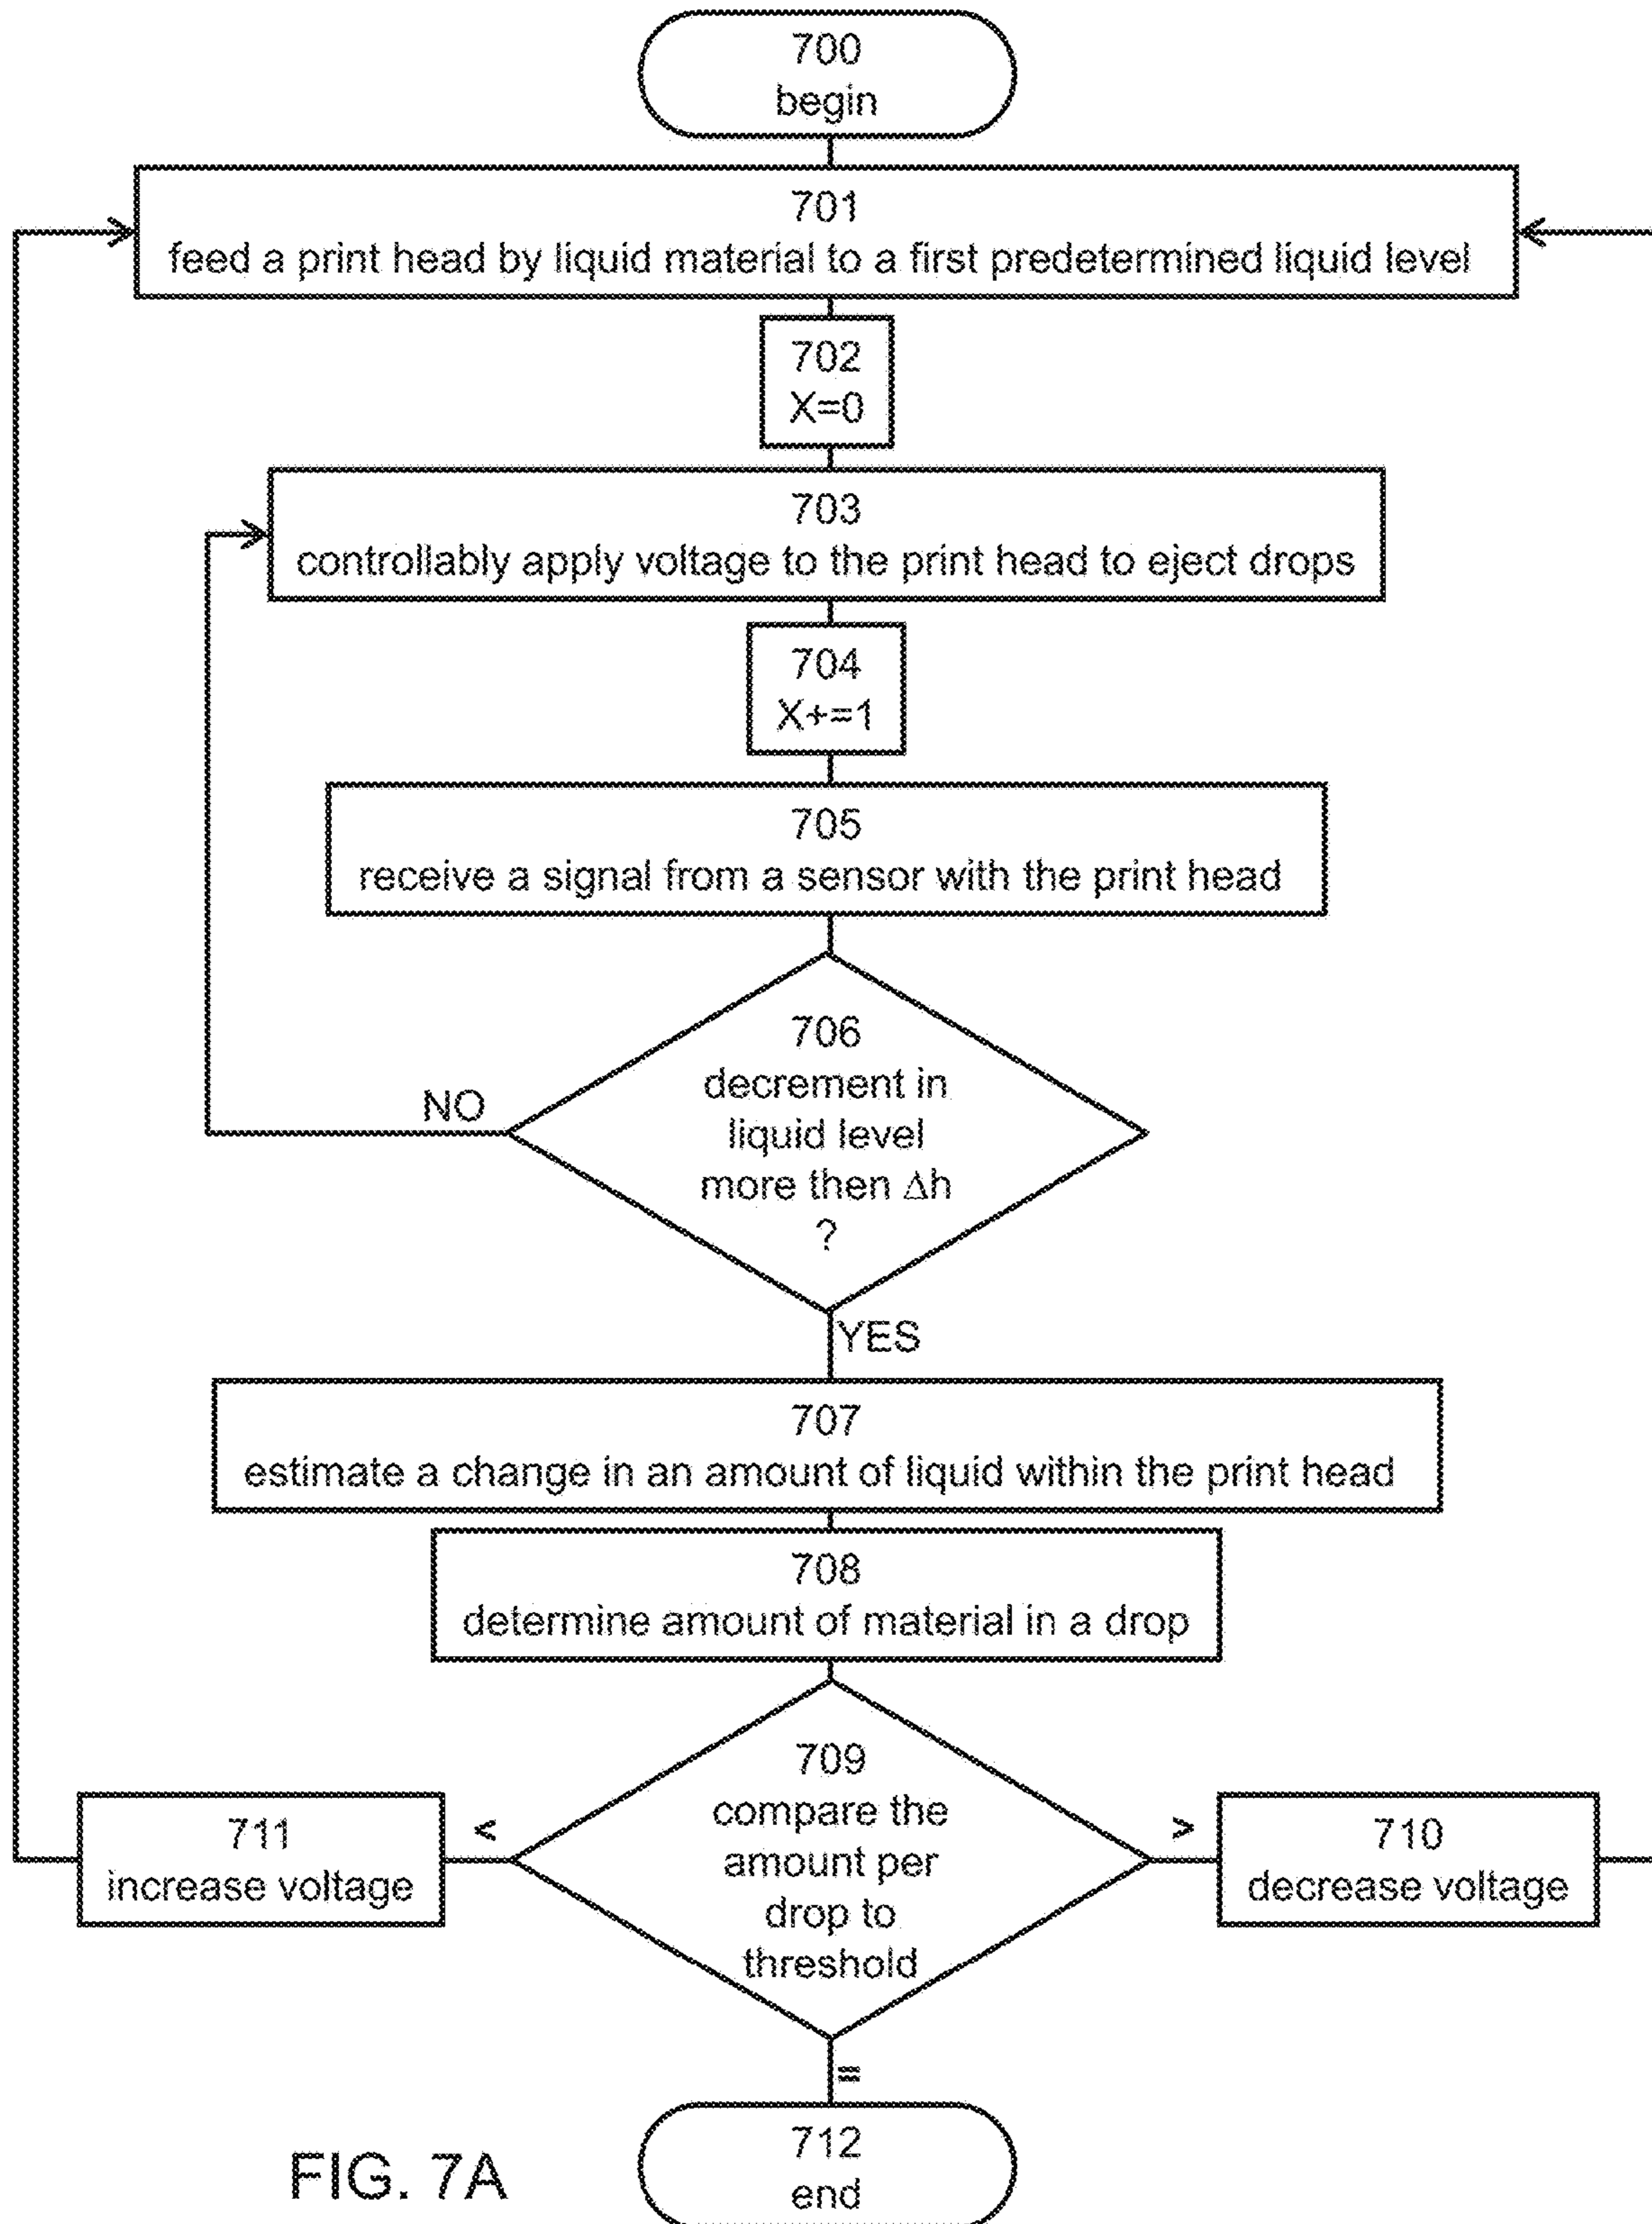 700
begin
701
feed a print head by liquid material to a first predetermined liquid level
702
X=0
703
controllably apply voltage to the print head to eject drops
704
X+=1
705
receive a signal from a sensor with the print head
706
decrement in
liquid level
more then Δh
?
NO
YES
707
estimate a change in an amount of liquid within the print head
708
determine amount of material in a drop
709
compare the
amount per
drop to
threshold
<
711
increase voltage
>
710
decrease voltage
=
712
end
FIG. 7A